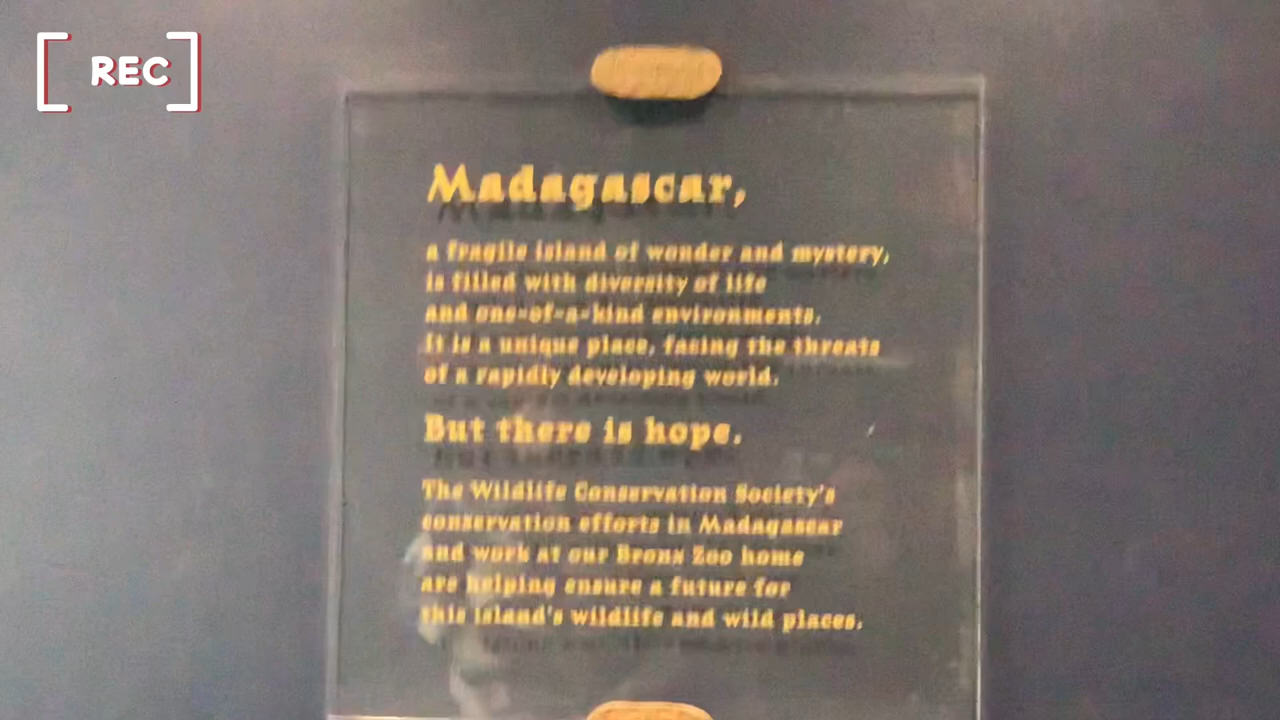 REC
Madagascar,
a fragile island of wonder and mystery,
is filled with diversity of life
and one-of-a-kind environments.
It is a unique place, facing the threats
of a rapidly developing world.
But there is hope.
The Wildlife Conservation Society's
conservation efforts in Madagascar
and work at our Bronx Zoo home
are helping ensure a future for
this island's wildlife and wild places.